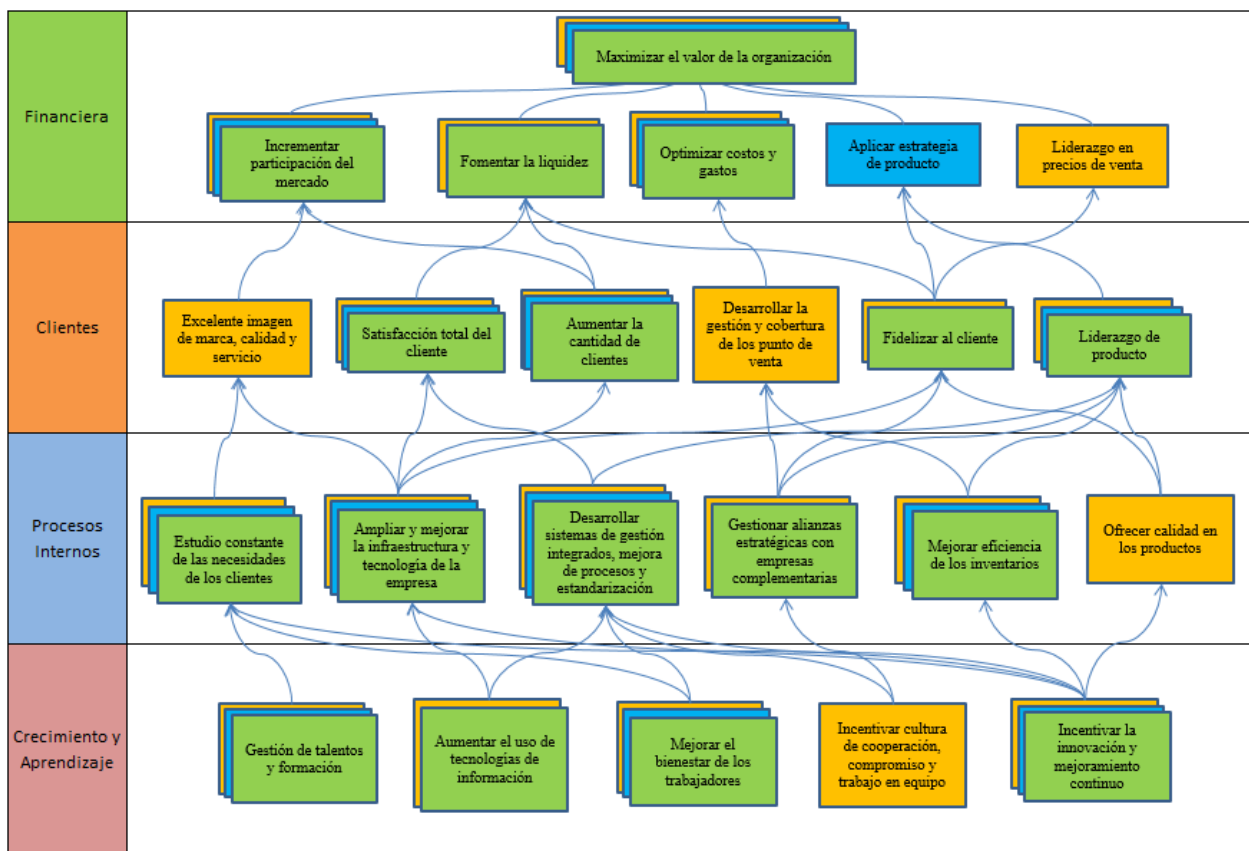 Financiera
Maximizar el valor de la organización
Incrementar
participación del
mercado
Fomentar la liquidez
Optimizar costos y
gastos
Aplicar estrategia
de producto
Liderazgo en
precios de venta
Clientes
Excelente imagen
de marca, calidad y
servicio
Satisfacción total del
cliente
Aumentar la
cantidad de
clientes
Desarrollar la
gestión y cobertura
de los punto de
venta
Fidelizar al cliente
Liderazgo de
producto
Procesos
Internos
Estudio constante
de las necesidades
de los clientes
Ampliar y mejorar
la infraestructura y
tecnología de la
empresa
Desarrollar
sistemas de gestión
integrados, mejora
de procesos y
estandarización
Gestionar alianzas
estratégicas con
empresas
complementarias
Mejorar eficiencia
de los inventarios
Ofrecer calidad en
los productos
Crecimiento y
Aprendizaje
Gestión de talentos
y formación
Aumentar el uso de
tecnologías de
información
Mejorar el
bienestar de los
trabajadores
Incentivar cultura
de cooperación,
compromiso y
trabajo en equipo
Incentivar la
innovación y
mejoramiento
continuo